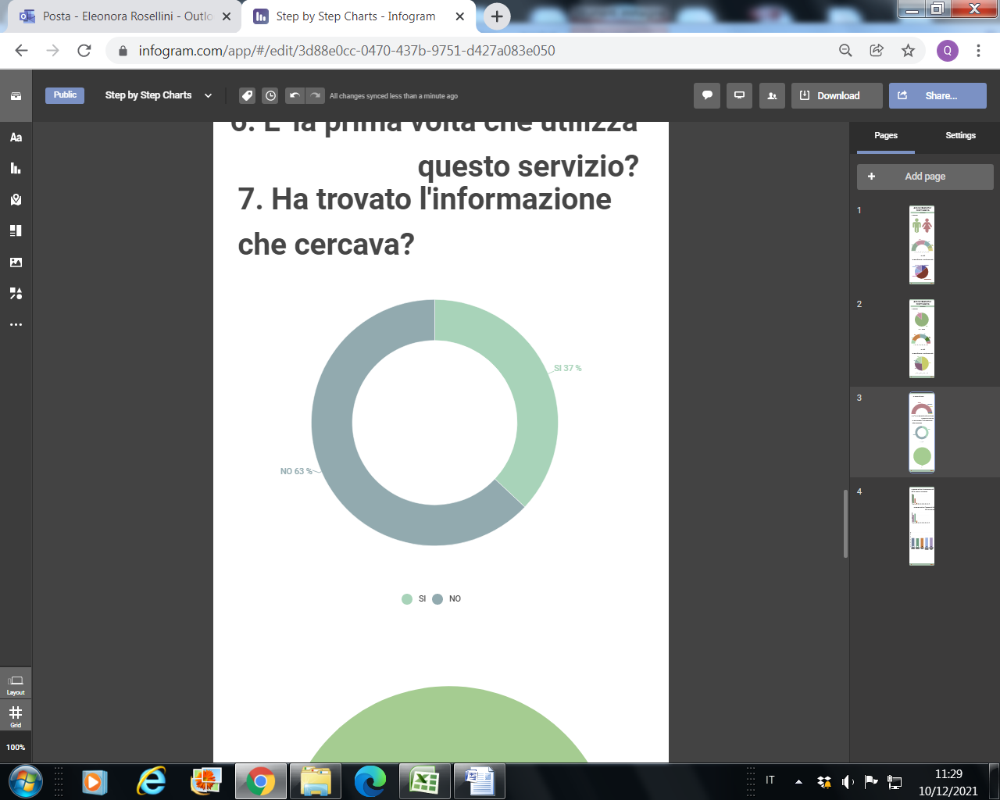 Posta - Eleonora Rosellini - Outlo
Step by Step Charts - Infogram
infogram.com/app/#/edit/3d88e0cc-0470-437b-9751-d427a083e050
Q
Public
Step by Step Charts
All changes synced less than a minute ago
Download
Share...
Aa
Pages
Settings
Add page
1
2
3
4
6. E' la prima volta che utilizza
questo servizio?
7. Ha trovato l'informazione
che cercava?
SI 37 %
NO 63 %
SI NO
Layout
Grid
100%
IT
11:29
10/12/2021